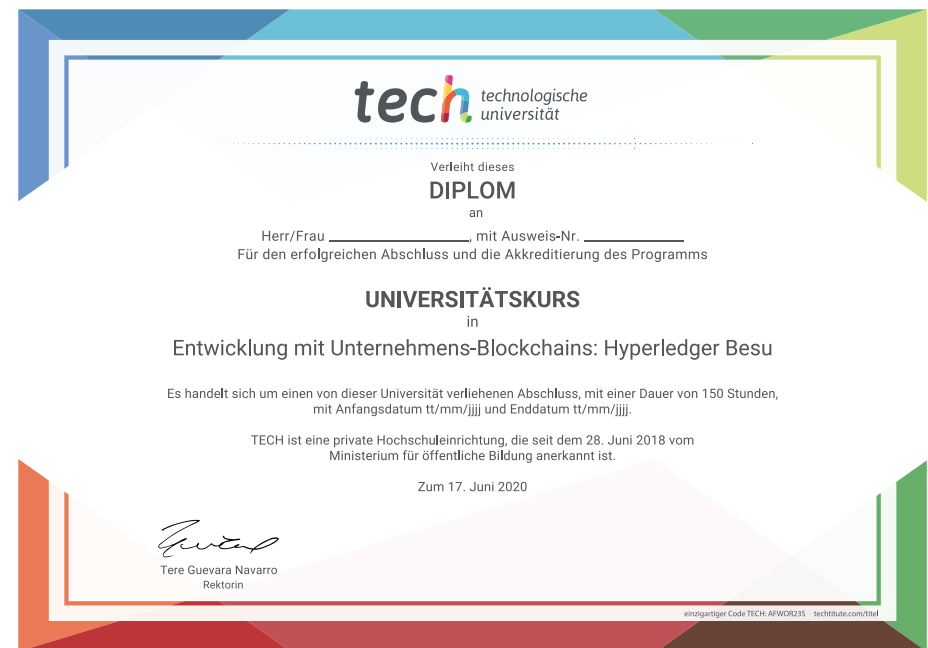 tech technologische
universität
Verleiht dieses
DIPLOM
an
Herr/Frau ____________, mit Ausweis-Nr. ____________
Für den erfolgreichen Abschluss und die Akkreditierung des Programms
UNIVERSITÄTSKURS
in
Entwicklung mit Unternehmens-Blockchains: Hyperledger Besu
Es handelt sich um einen von dieser Universität verliehenen Abschluss, mit einer Dauer von 150 Stunden,
mit Anfangsdatum tt/mm/jjjj und Enddatum tt/mm/jjjj.
TECH ist eine private Hochschuleinrichtung, die seit dem 28. Juni 2018 vom
Ministerium für öffentliche Bildung anerkannt ist.
Zum 17. Juni 2020
Tere Guevara Navarro
Rektorin
einzigartiger Code TECH: AFWOR23S techtitute.com/titel